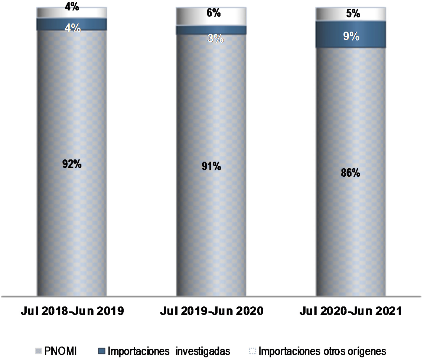 4% 6% 5%
4% 3% 9%
92% 91% 86%
Jul 2018-Jun 2019 Jul 2019-Jun 2020 Jul 2020-Jun 2021
PNOMI Importaciones investigadas Importaciones otros orígenes